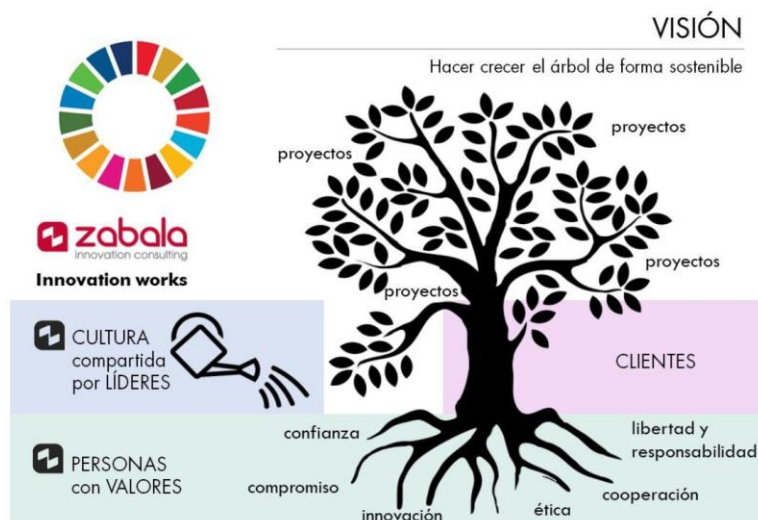 VISIÓN
Hacer crecer el árbol de forma sostenible
proyectos
proyectos
proyectos
proyectos
zabala
innovation consulting
Innovation works
CULTURA
compartida
por LÍDERES
CLIENTES
PERSONAS
con VALORES
confianza
compromiso
innovación
ética
cooperación
libertad y
responsabilidad